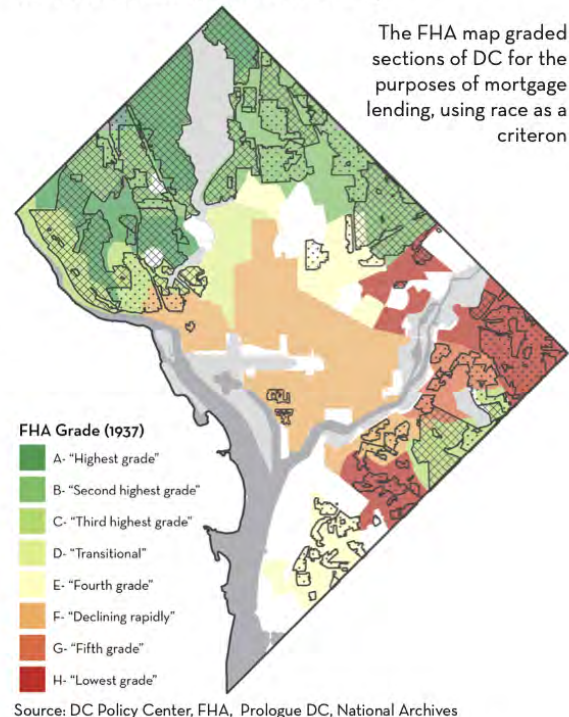 The FHA map graded
sections of DC for the
purposes of mortgage
lending, using race as a
criteron
FHA Grade (1937)
A- “Highest grade”
B- “Second highest grade”
C- “Third highest grade”
D- “Transitional”
E- “Fourth grade”
F- “Declining rapidly”
G- “Fifth grade”
H- “Lowest grade”
Source: DC Policy Center, FHA, Prologue DC, National Archives